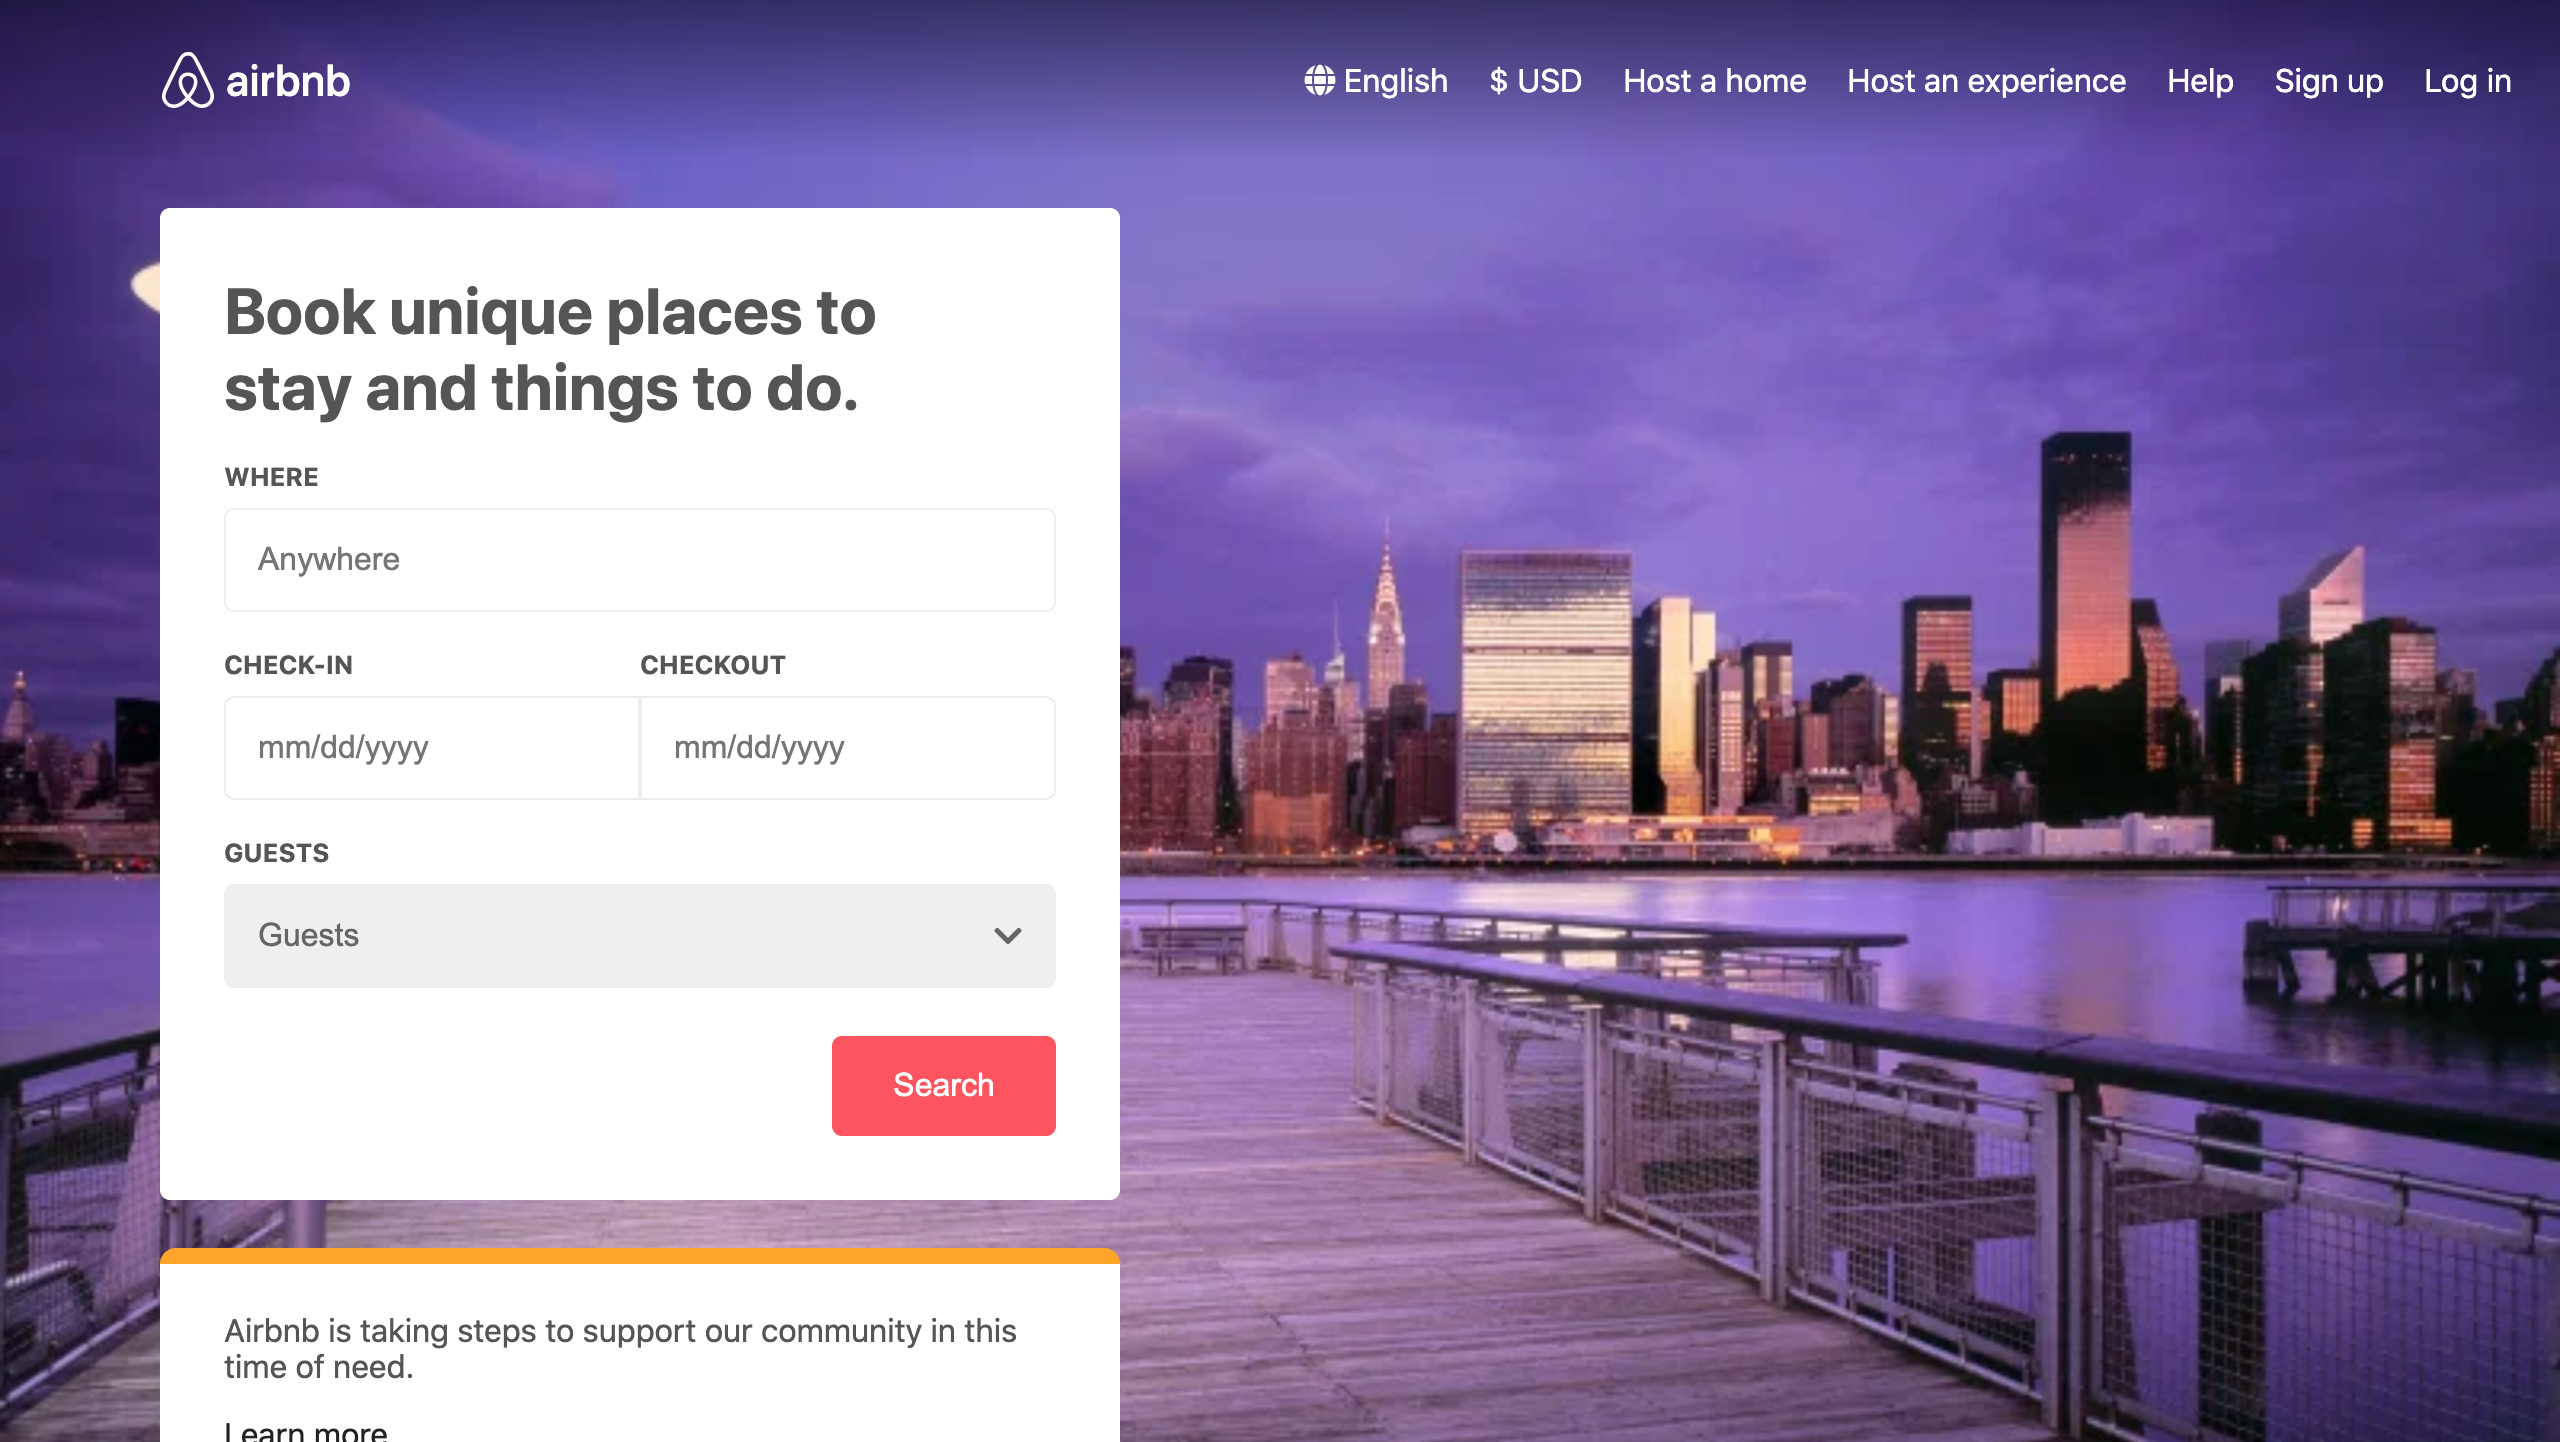 airbnb
English $ USD Host a home Host an experience Help Sign up Log in
Book unique places to
stay and things to do.
WHERE
Anywhere
CHECK-IN CHECKOUT
mm/dd/yyyy mm/dd/yyyy
GUESTS
Guests
Search
Airbnb is taking steps to support our community in this
time of need.
Learn more